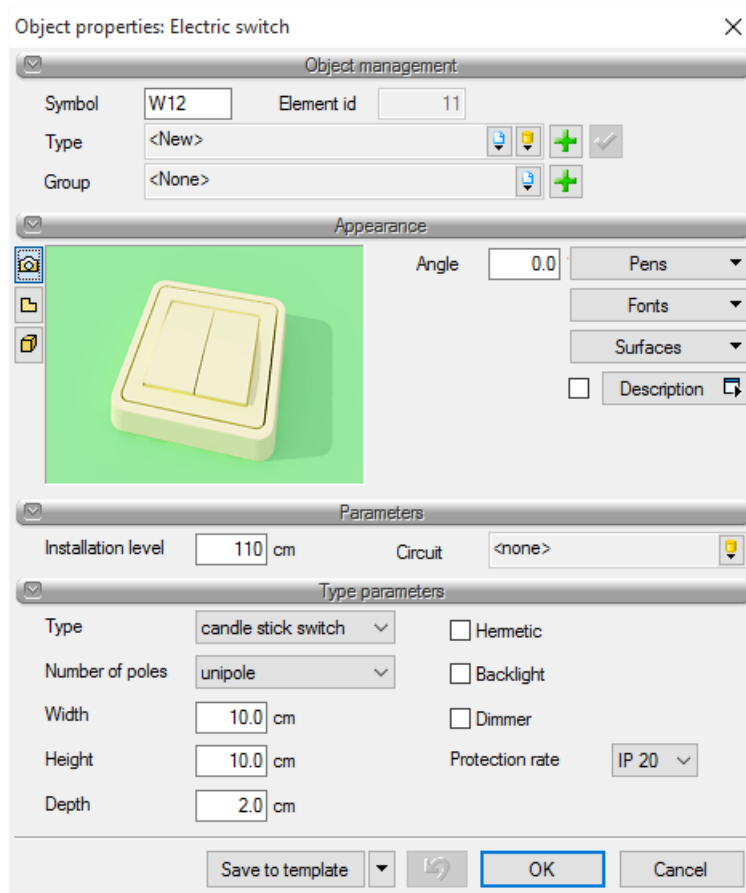 Object properties: Electric switch
Object management
Symbol W12 Element id 11
Type <New>
Group <None>
Appearance
Angle 0.0 Pens
Fonts
Surfaces
Description
Parameters
Installation level 110 cm Circuit <none>
Type parameters
Type candle stick switch Hermetic
Number of poles unipole Backlight
Width 10.0 cm Dimmer
Height 10.0 cm Protection rate IP 20
Depth 2.0 cm
Save to template OK Cancel